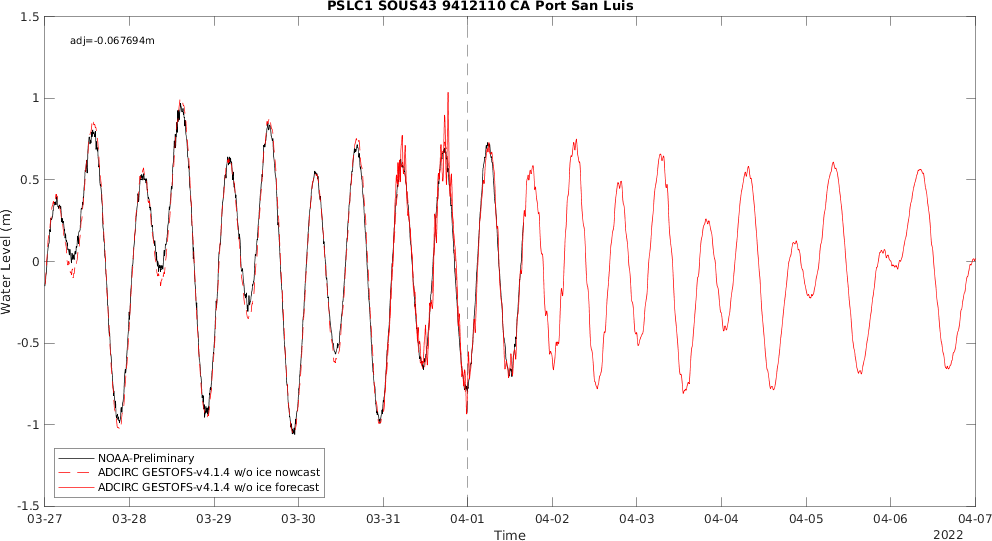 PSLC1 SOUS43 9412110 CA Port San Luis
adj=-0.067694m
1.5
1
0.5
0
-0.5
-1
-1.5
Water Level (m)
NOAA-Preliminary
ADCIRC GESTOFS-v4.1.4 w/o ice nowcast
ADCIRC GESTOFS-v4.1.4 w/o ice forecast
03-27 03-28 03-29 03-30 03-31 04-01 04-02 04-03 04-04 04-05 04-06 04-07
Time
2022